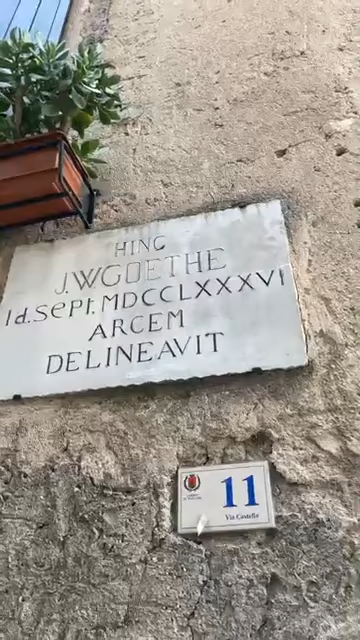 HINC
J.W.GOETHE
Id.Sept.MDCCLXXXVI
ARCEM
DELINEAVIT
11
Via Castello